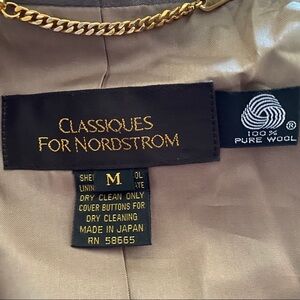 CLASSIQUES
FOR NORDSTROM
®
100%
PURE WOOL
M
DRY CLEAN ONLY
COVER BUTTONS FOR
DRY CLEANING
MADE IN JAPAN
RN 58665